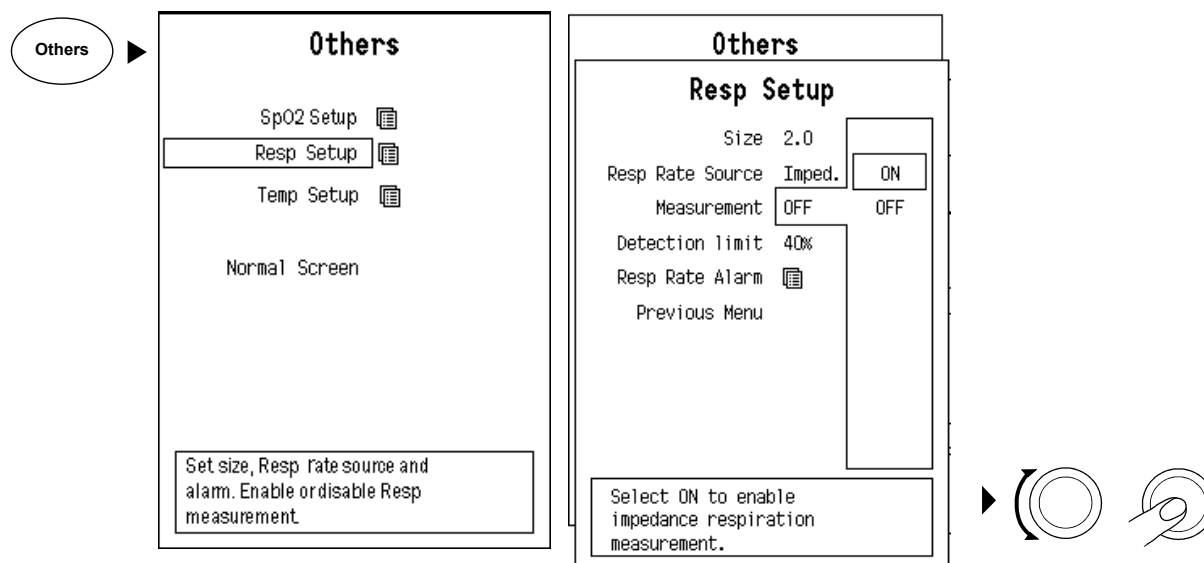 Others
Others
SpO2 Setup
Resp Setup
Temp Setup
Normal Screen
Set size, Resp rate source and
alarm. Enable or disable Resp
measurement.
Others
Resp Setup
Size 2.0
Resp Rate Source Imped. ON
Measurement OFF OFF
Detection limit 40%
Resp Rate Alarm
Previous Menu
Select ON to enable
impedance respiration
measurement.